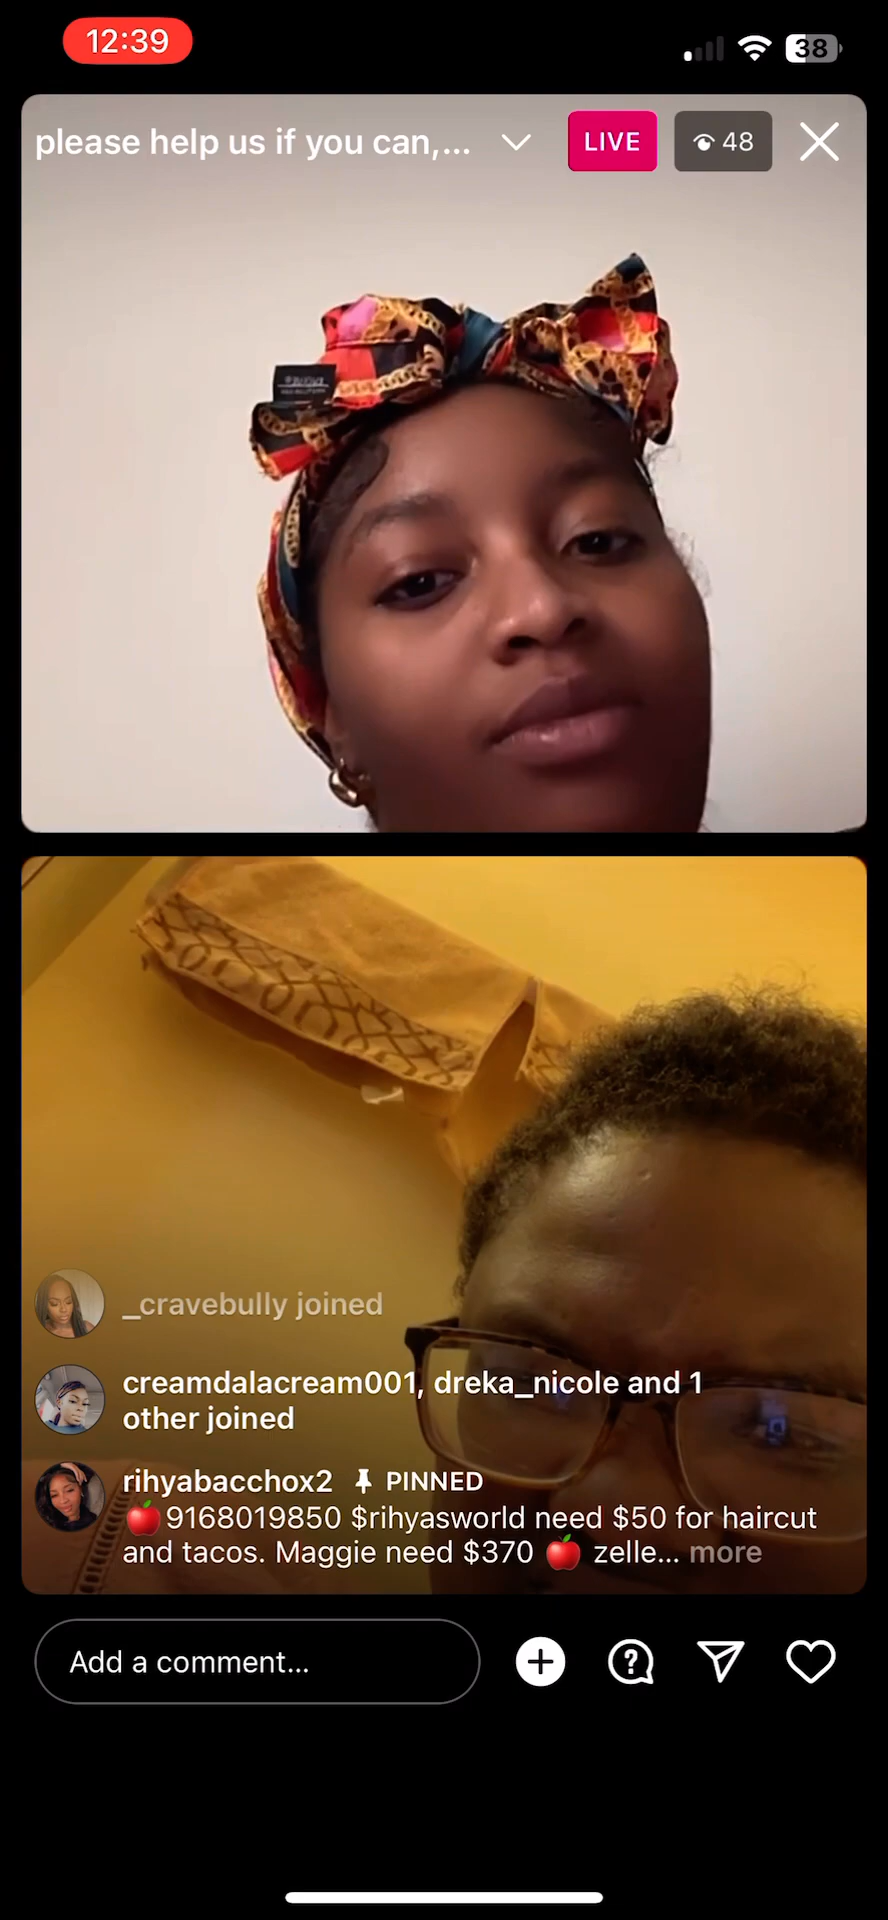 12:39
38
please help us if you can,...
LIVE
48
_cravebully joined
creamdalacream001, dreka_nicole and 1
other joined
rihyabacchox2 PINNED
🍎9168019850 $rihyasworld need $50 for haircut
and tacos. Maggie need $370 🍎 zelle... more
Add a comment...